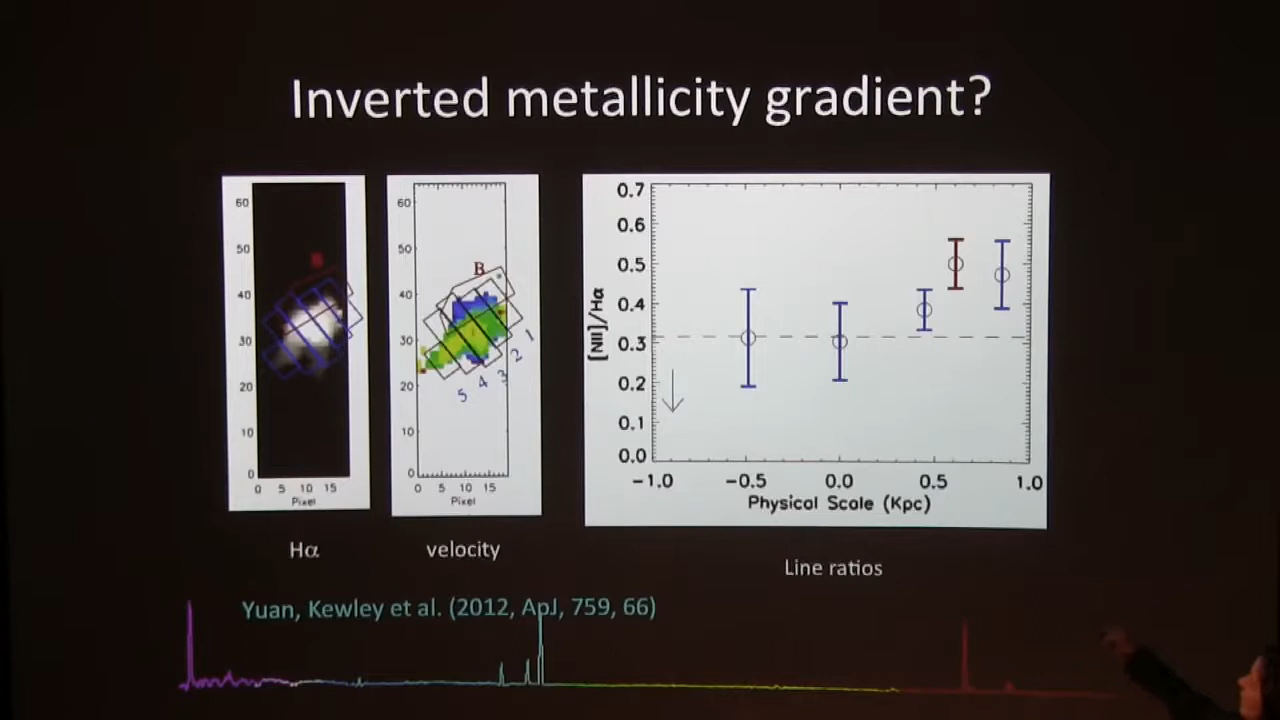 Inverted metallicity gradient?
60
50
40
30
20
10
0
0 5 10 15
Pixel
Hα
60
50
40
30
20
10
0
B
1
2
3
4
5
0 5 10 15
Pixel
velocity
[NII]/Hα
0.7
0.6
0.5
0.4
0.3
0.2
0.1
0.0
−1.0 −0.5 0.0 0.5 1.0
Physical Scale (Kpc)
Line ratios
Yuan, Kewley et al. (2012, ApJ, 759, 66)